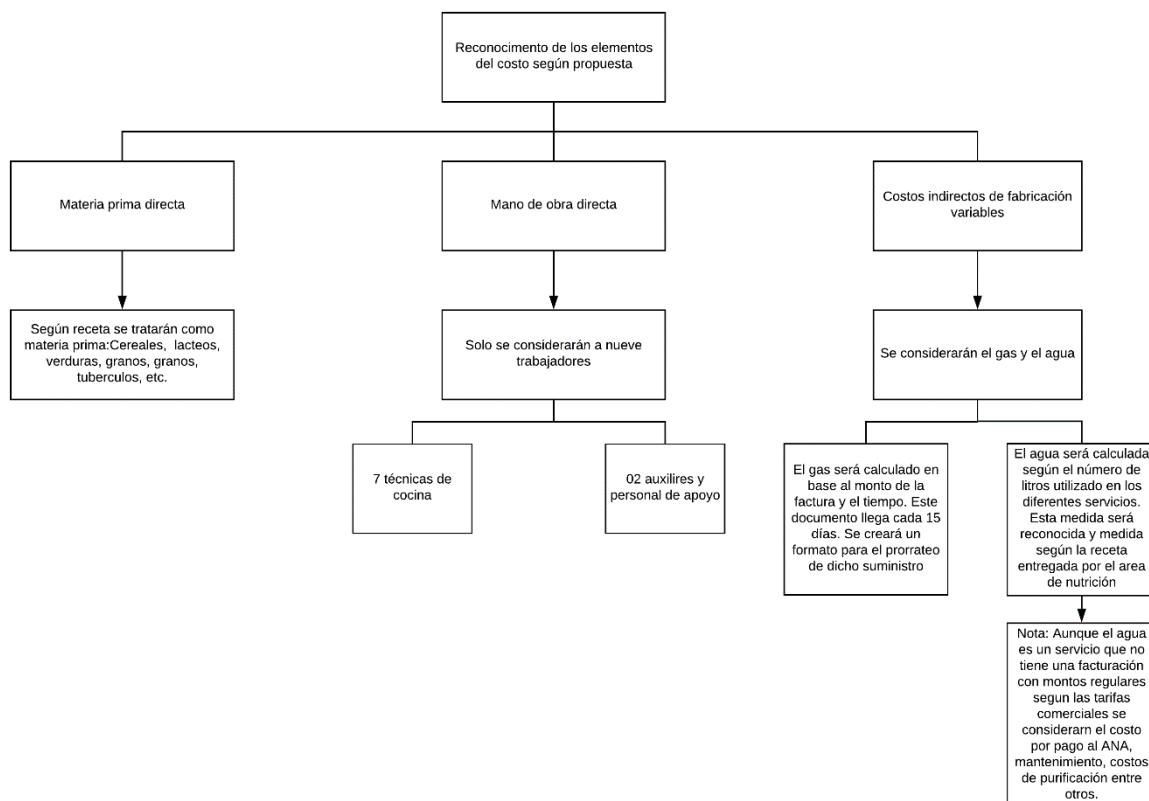 Reconocimiento de los elementos
del costo según propuesta
Materia prima directa
Mano de obra directa
Costos indirectos de fabricación
variables
Según receta se tratarán como
materia prima:Cereales, lacteos,
verduras, granos, granos,
tuberculos, etc.
Solo se considerarán a nueve
trabajadores
Se considerarán el gas y el agua
7 técnicas de
cocina
02 auxilires y
personal de apoyo
El gas será calculado en
base al monto de la
factura y el tiempo. Este
documento llega cada 15
días. Se creará un
formato para el prorrateo
de dicho suministro
El agua será calculada
según el número de
litros utilizado en los
diferentes servicios.
Esta medida será
reconocida y medida
según la receta
entregada por el area
de nutrición
Nota: Aunque el agua
es un servicio que no
tiene una facturación
con montos regulares
segun las tarifas
comerciales se
considerarn el costo
por pago al ANA,
mantenimiento, costos
de purificación entre
otros.